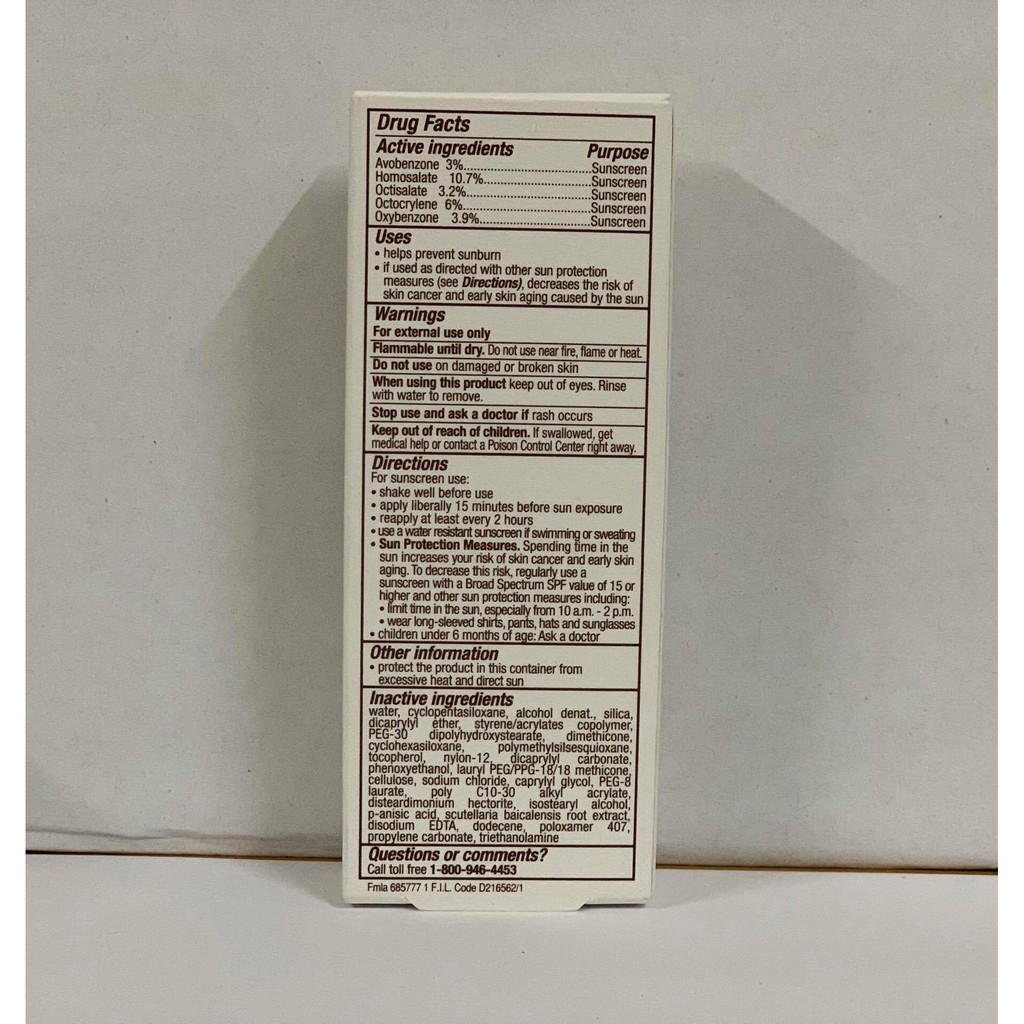 Drug Facts
Active ingredients Purpose
Avobenzone 3%............................Sunscreen
Homosalate 10.7%........................Sunscreen
Octisalate 3.2%............................Sunscreen
Octocrylene 6%............................Sunscreen
Oxybenzone 3.9%........................Sunscreen
Uses
• helps prevent sunburn
• if used as directed with other sun protection
measures (see Directions), decreases the risk of
skin cancer and early skin aging caused by the sun
Warnings
For external use only
Flammable until dry. Do not use near fire, flame or heat.
Do not use on damaged or broken skin
When using this product keep out of eyes. Rinse
with water to remove.
Stop use and ask a doctor if rash occurs
Keep out of reach of children. If swallowed, get
medical help or contact a Poison Control Center right away.
Directions
For sunscreen use:
• shake well before use
• apply liberally 15 minutes before sun exposure
• reapply at least every 2 hours
• use a water resistant sunscreen if swimming or sweating
• Sun Protection Measures. Spending time in the
sun increases your risk of skin cancer and early skin
aging. To decrease this risk, regularly use a
sunscreen with a Broad Spectrum SPF value of 15 or
higher and other sun protection measures including:
• limit time in the sun, especially from 10 a.m. - 2 p.m.
• wear long-sleeved shirts, pants, hats and sunglasses
• children under 6 months of age: Ask a doctor
Other information
• protect the product in this container from
excessive heat and direct sun
Inactive ingredients
water, cyclopentasiloxane, alcohol denat., silica,
dicaprylyl ether, styrene/acrylates copolymer,
PEG-30 dipolyhydroxystearate, dimethicone,
cyclohexasiloxane, polymethylsilsesquioxane,
tocopherol, nylon-12, dicaprylyl carbonate,
phenoxyethanol, lauryl PEG/PPG-18/18 methicone,
cellulose, sodium chloride, caprylyl glycol, PEG-8
laurate, poly C10-30 alkyl acrylate,
disteardimonium hectorite, isostearyl alcohol,
p-anisic acid, scutellaria baicalensis root extract,
disodium EDTA, dodecene, poloxamer 407,
propylene carbonate, triethanolamine
Questions or comments?
Call toll free 1-800-946-4453
Fmla 685777 1 F.I.L. Code D216562/1